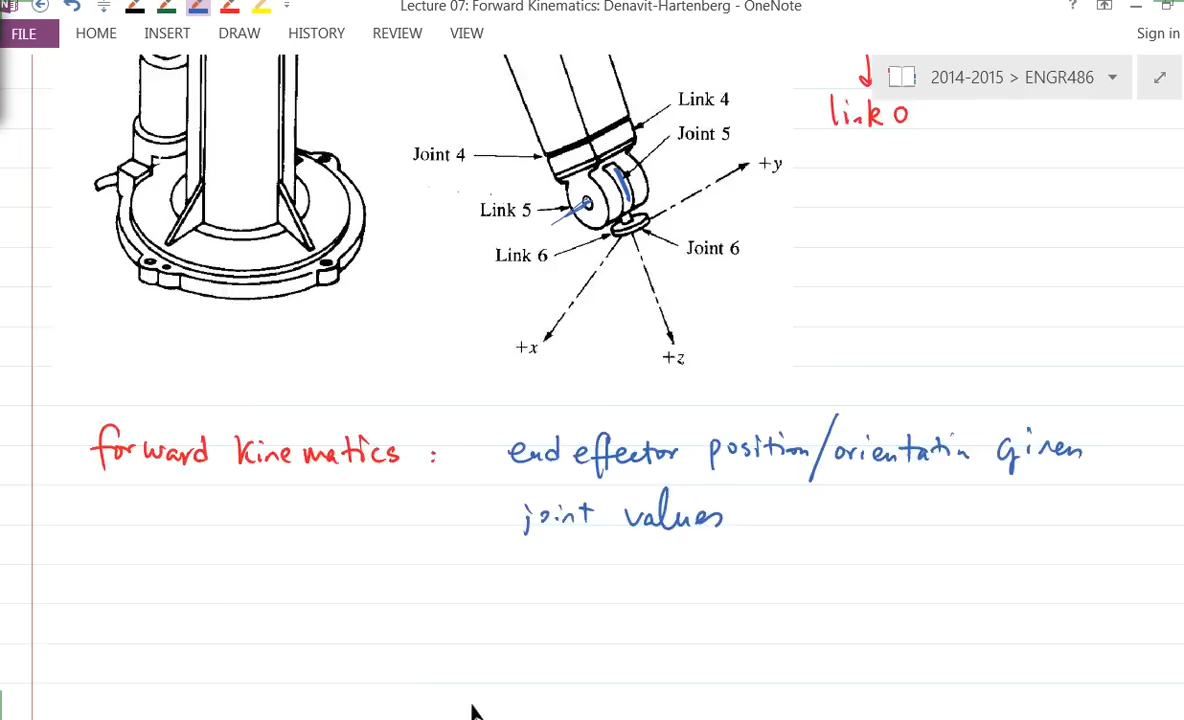 Lecture 07: Forward Kinematics: Denavit-Hartenberg - OneNote
?
FILE HOME INSERT DRAW HISTORY REVIEW VIEW
Sign in
2014-2015 > ENGR486
link 0
Link 4
Joint 5
Joint 4
+y
Link 5
Joint 6
Link 6
+x
+z
forward kinematics : end effector position/orientatin given
joint values